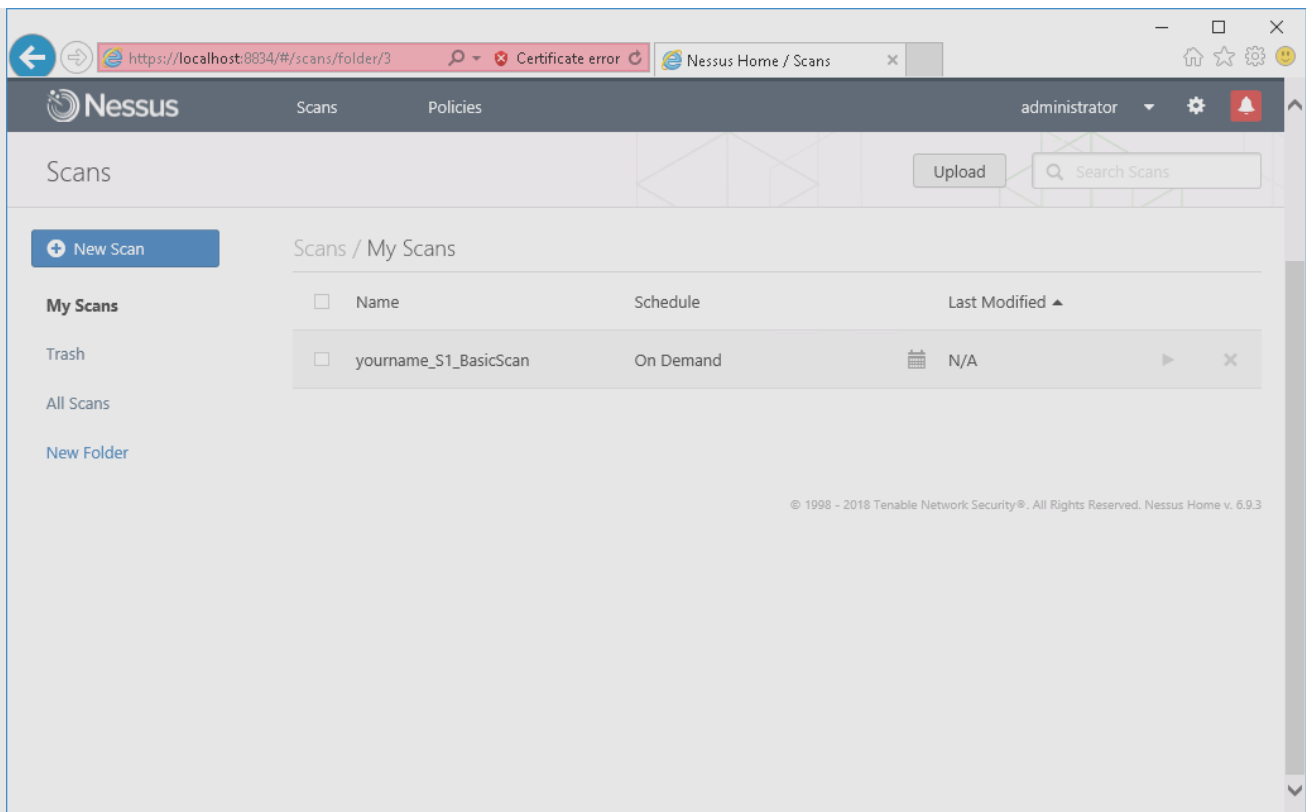 https://localhost:8834/#/scans/folder/3 Certificate error Nessus Home / Scans
Nessus Scans Policies administrator
Scans Upload Search Scans
New Scan Scans / My Scans
My Scans Name Schedule Last Modified
Trash yourname_S1_BasicScan On Demand N/A
All Scans
New Folder
© 1998 - 2018 Tenable Network Security®. All Rights Reserved. Nessus Home v. 6.9.3